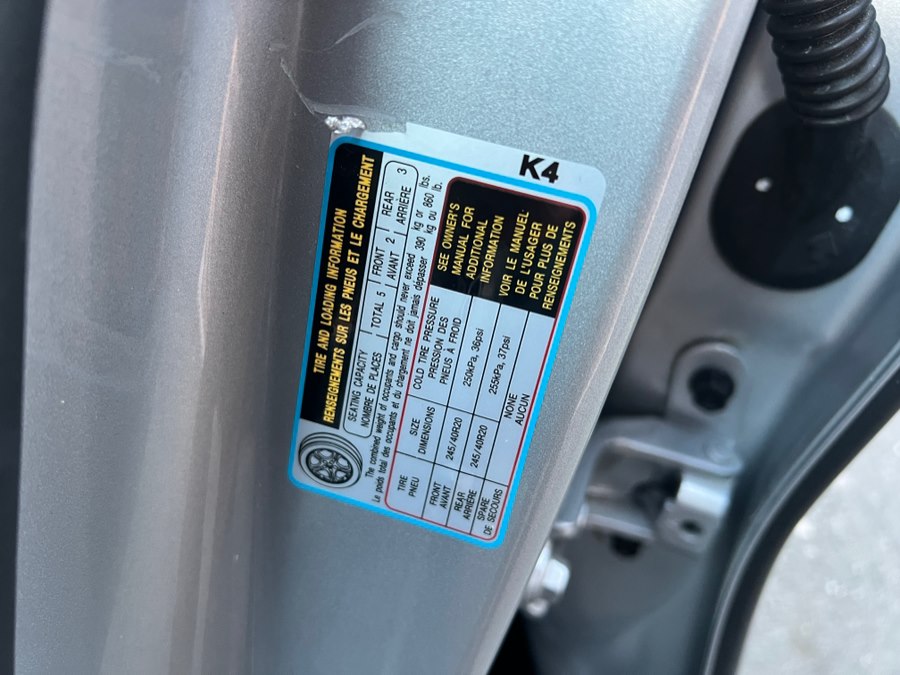 K4
TIRE AND LOADING INFORMATION
RENSEIGNEMENTS SUR LES PNEUS ET LE CHARGEMENT
SEATING CAPACITY
NOMBRE DE PLACES
TOTAL 5
FRONT
AVANT 2
REAR
ARRIÈRE 3
The combined weight of occupants and cargo should never exceed 390 kg or 860 lbs.
Le poids total des occupants et du chargement ne doit jamais dépasser 390 kg ou 860 lb.
TIRE
PNEU
SIZE
DIMENSIONS
COLD TIRE PRESSURE
PRESSION DES
PNEUS À FROID
FRONT
AVANT
245/40R20
250kPa, 36psi
REAR
ARRIÈRE
245/40R20
255kPa, 37psi
SPARE
DE SECOURS
NONE
AUCUN
SEE OWNER'S
MANUAL FOR
ADDITIONAL
INFORMATION
VOIR LE MANUEL
DE L'USAGER
POUR PLUS DE
RENSEIGNEMENTS